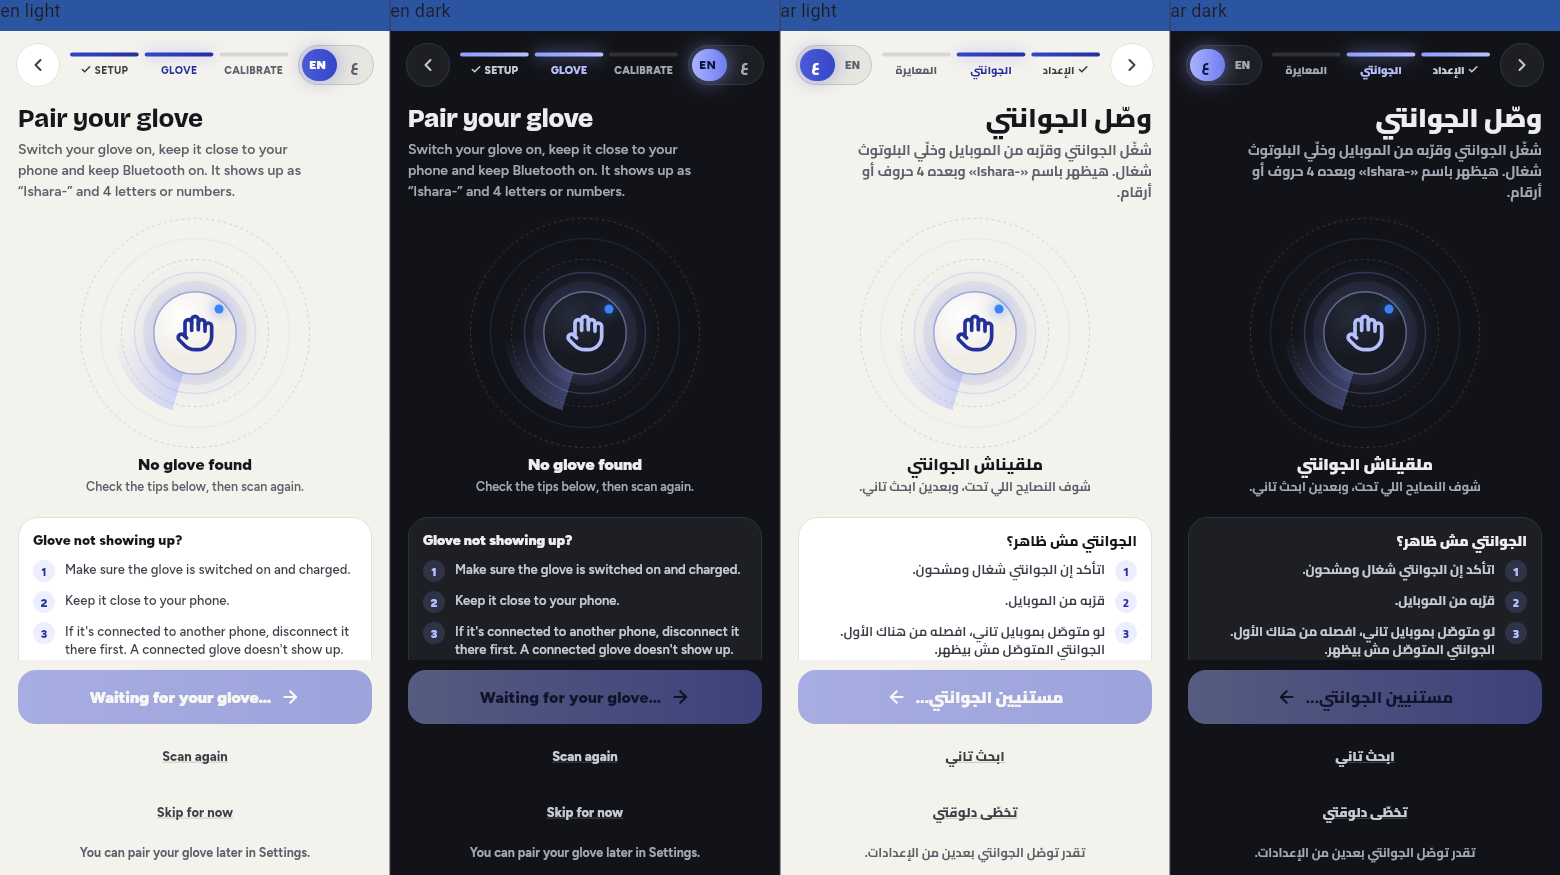 en light
SETUP
GLOVE
CALIBRATE
EN
ع
Pair your glove
Switch your glove on, keep it close to your
phone and keep Bluetooth on. It shows up as
“Ishara-” and 4 letters or numbers.
No glove found
Check the tips below, then scan again.
Glove not showing up?
1 Make sure the glove is switched on and charged.
2 Keep it close to your phone.
3 If it's connected to another phone, disconnect it
there first. A connected glove doesn't show up.
Waiting for your glove...
Scan again
Skip for now
You can pair your glove later in Settings.
en dark
SETUP
GLOVE
CALIBRATE
EN
ع
Pair your glove
Switch your glove on, keep it close to your
phone and keep Bluetooth on. It shows up as
“Ishara-” and 4 letters or numbers.
No glove found
Check the tips below, then scan again.
Glove not showing up?
1 Make sure the glove is switched on and charged.
2 Keep it close to your phone.
3 If it's connected to another phone, disconnect it
there first. A connected glove doesn't show up.
Waiting for your glove...
Scan again
Skip for now
You can pair your glove later in Settings.
ar light
الإعداد
الجوانتي
المعايرة
EN
ع
وصّل الجوانتي
شغّل الجوانتي وقرّبه من الموبايل وخلّي البلوتوث
شغال. هيظهر باسم «Ishara-» وبعده 4 حروف أو
أرقام.
ملقيناش الجوانتي
شوف النصايح اللي تحت، وبعدين ابحث تاني.
الجوانتي مش ظاهر؟
1 اتأكد إن الجوانتي شغال ومشحون.
2 قرّبه من الموبايل.
3 لو متوصّل بموبايل تاني، افصله من هناك الأول.
الجوانتي المتوصّل مش بيظهر.
مستنيين الجوانتي...
ابحث تاني
تخطّى دلوقتي
تقدر توصّل الجوانتي بعدين من الإعدادات.
ar dark
الإعداد
الجوانتي
المعايرة
EN
ع
وصّل الجوانتي
شغّل الجوانتي وقرّبه من الموبايل وخلّي البلوتوث
شغال. هيظهر باسم «Ishara-» وبعده 4 حروف أو
أرقام.
ملقيناش الجوانتي
شوف النصايح اللي تحت، وبعدين ابحث تاني.
الجوانتي مش ظاهر؟
1 اتأكد إن الجوانتي شغال ومشحون.
2 قرّبه من الموبايل.
3 لو متوصّل بموبايل تاني، افصله من هناك الأول.
الجوانتي المتوصّل مش بيظهر.
مستنيين الجوانتي...
ابحث تاني
تخطّى دلوقتي
تقدر توصّل الجوانتي بعدين من الإعدادات.